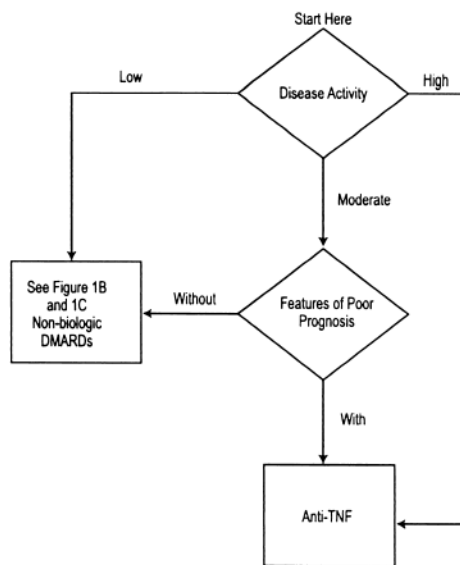 Start Here
Low
High
Disease Activity
Moderate
See Figure 1B
and 1C
Non-biologic
DMARDs
Without
Features of Poor
Prognosis
With
Anti-TNF